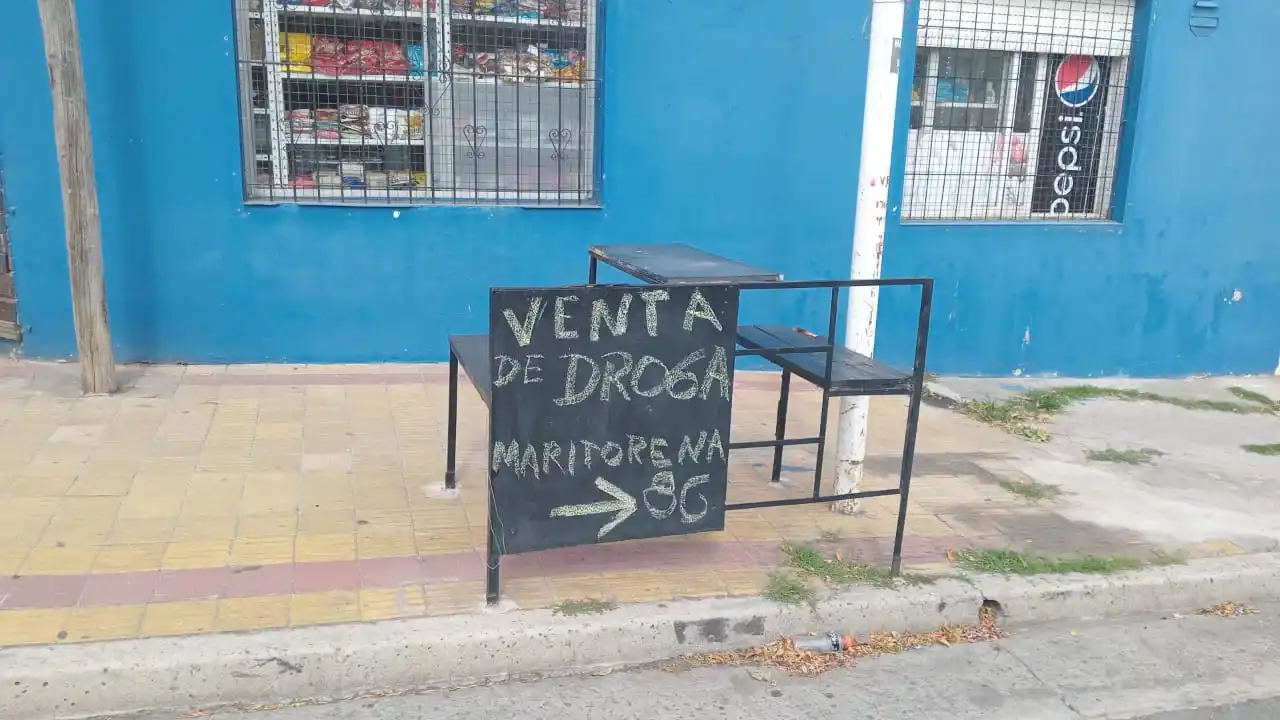 VENTA
DE DROGA
MARITORENA
86
pepsi